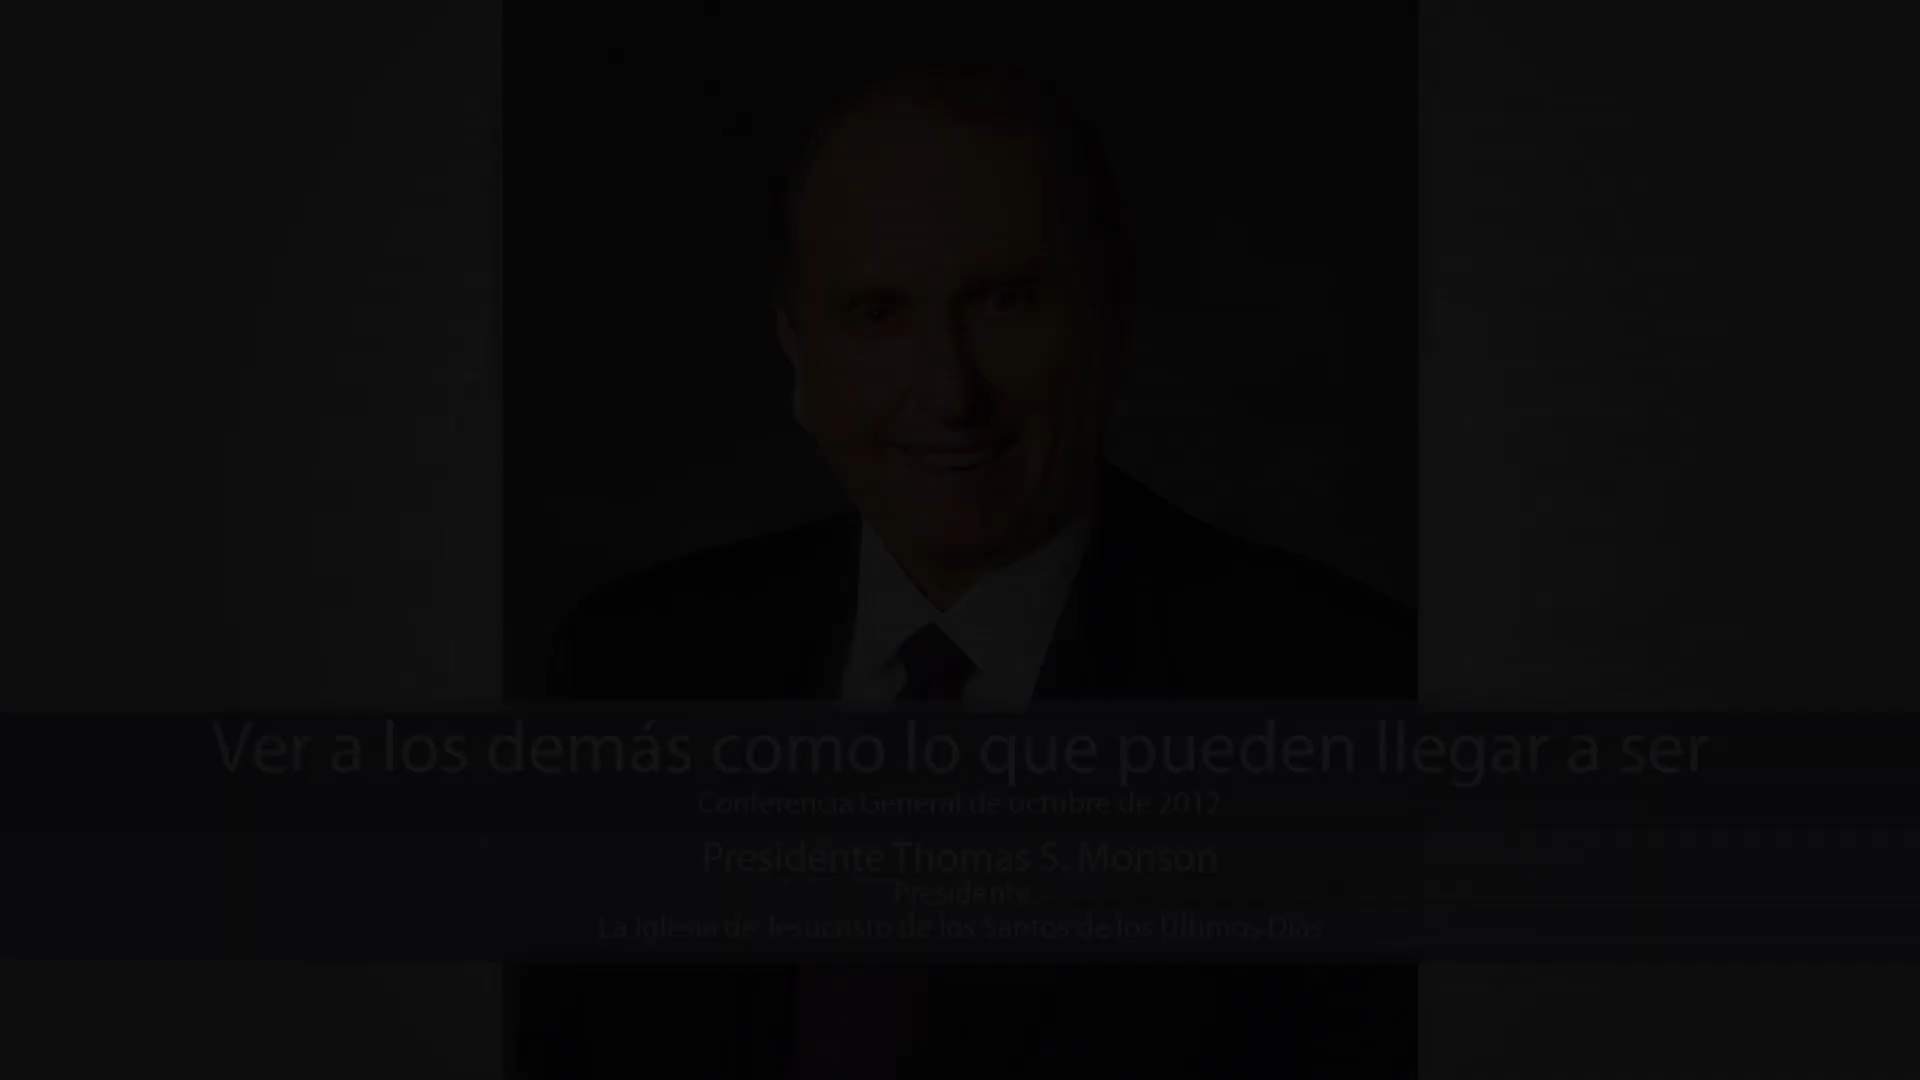 Ver a los demás como lo que pueden llegar a ser
Conferencia General de octubre de 2012
Presidente Thomas S. Monson
Presidente
La Iglesia de Jesucristo de los Santos de los Últimos Días